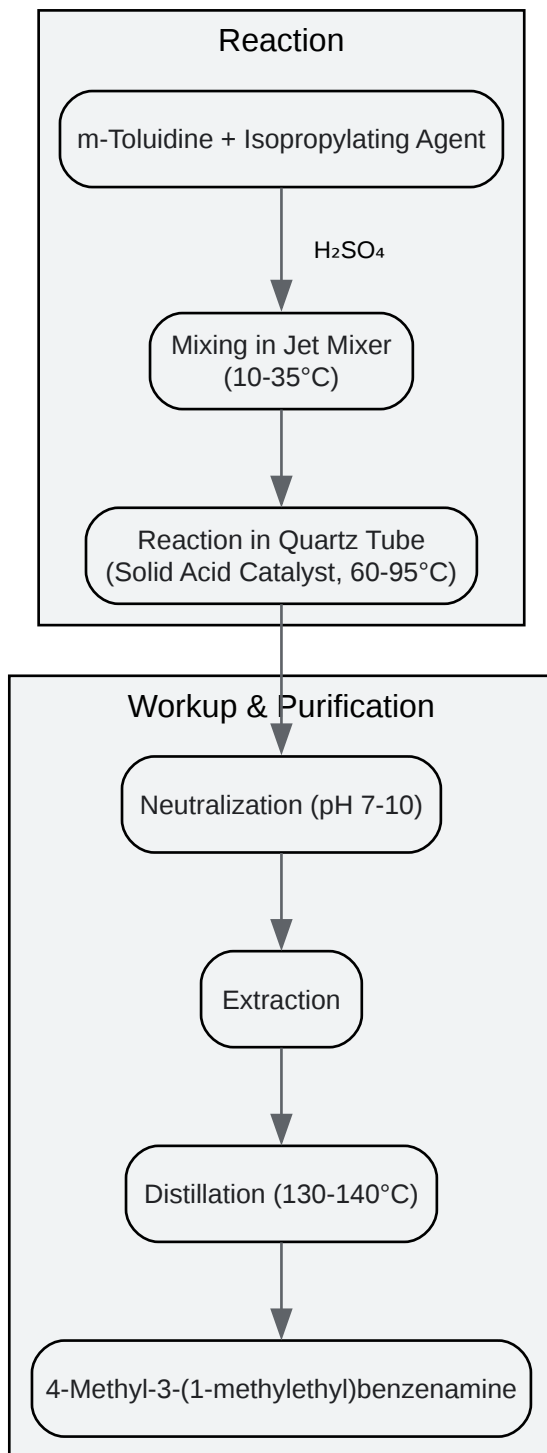 Reaction
m-Toluidine + Isopropylating Agent
H₂SO₄
Mixing in Jet Mixer
(10-35°C)
Reaction in Quartz Tube
(Solid Acid Catalyst, 60-95°C)
Workup & Purification
Neutralization (pH 7-10)
Extraction
Distillation (130-140°C)
4-Methyl-3-(1-methylethyl)benzenamine